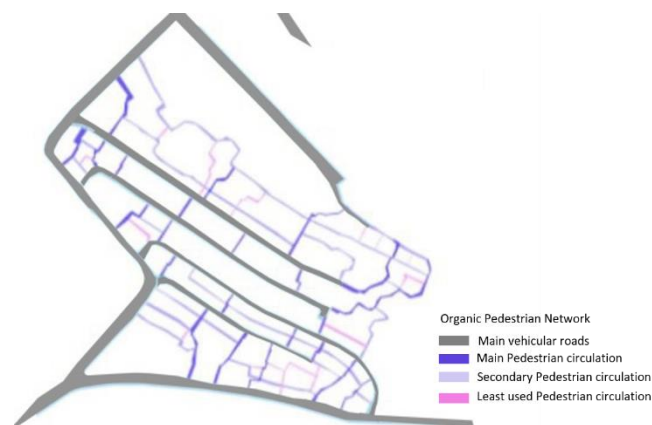 Organic Pedestrian Network
Main vehicular roads
Main Pedestrian circulation
Secondary Pedestrian circulation
Least used Pedestrian circulation